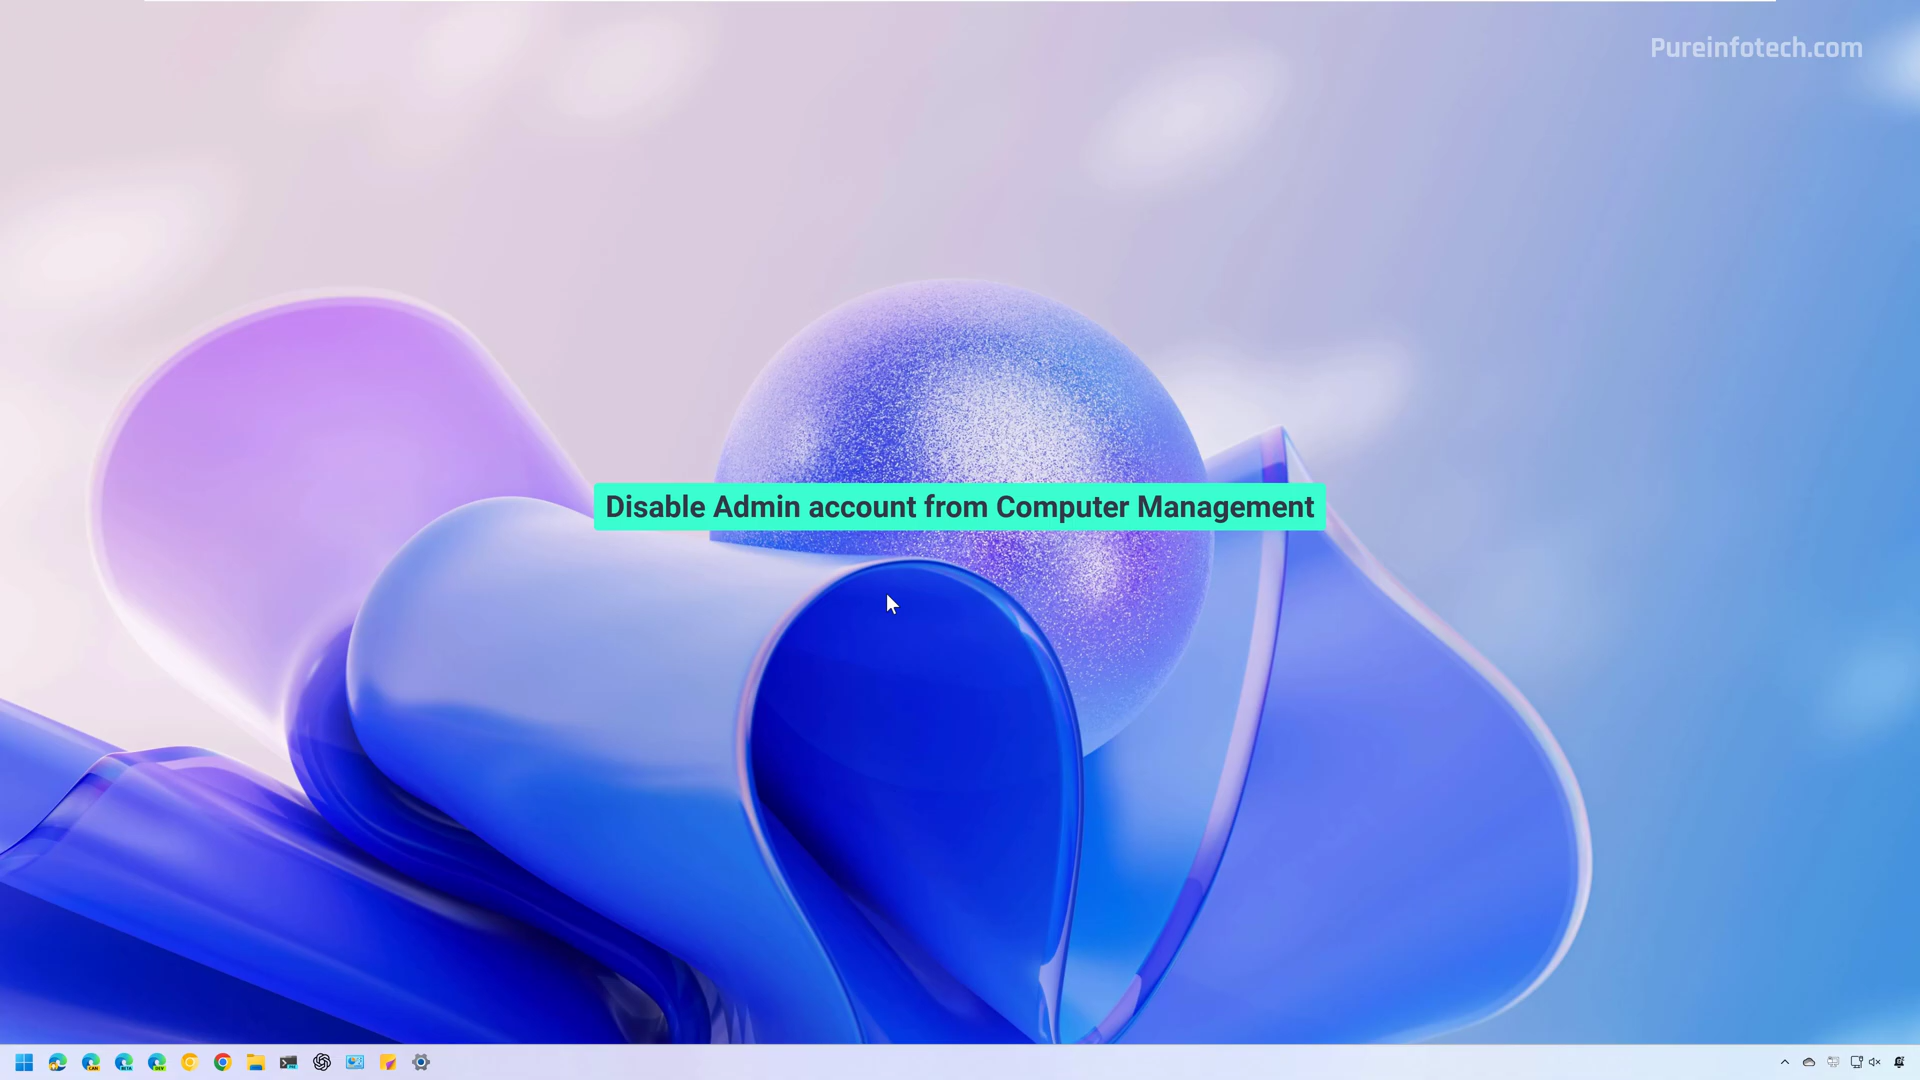 Pureinfotech.com
Disable Admin account from Computer Management